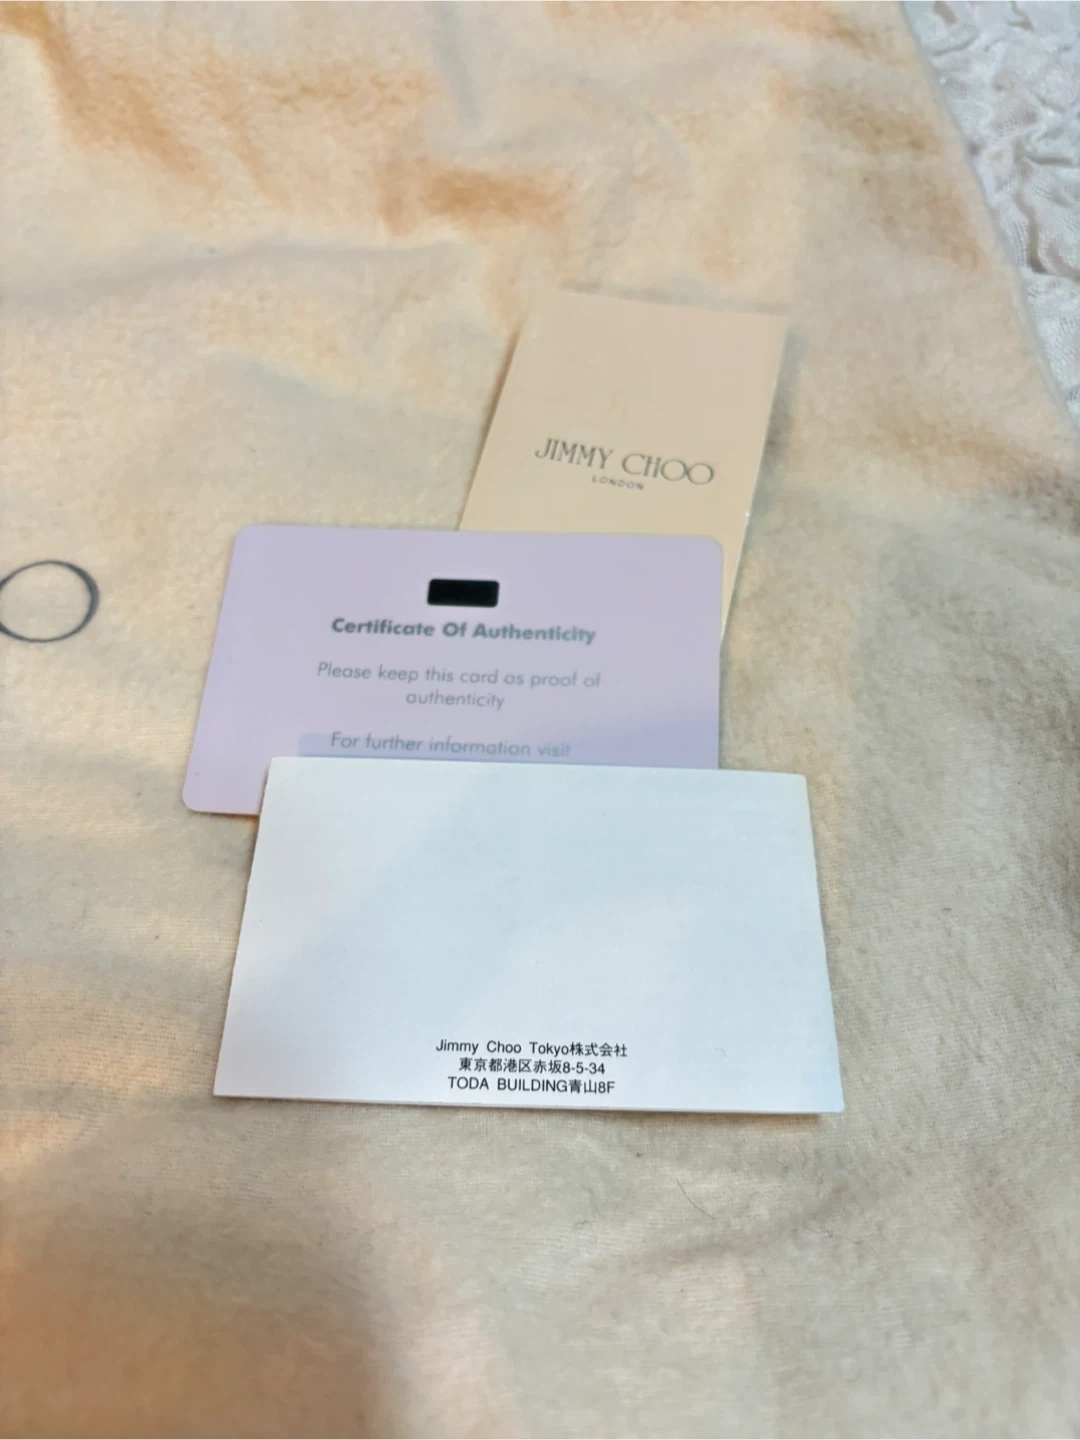 JIMMY CHOO
LONDON
O
Certificate Of Authenticity
Please keep this card as proof of
authenticity
For further information visit
Jimmy Choo Tokyo株式会社
東京都港区赤坂8-5-34
TODA BUILDING青山8F